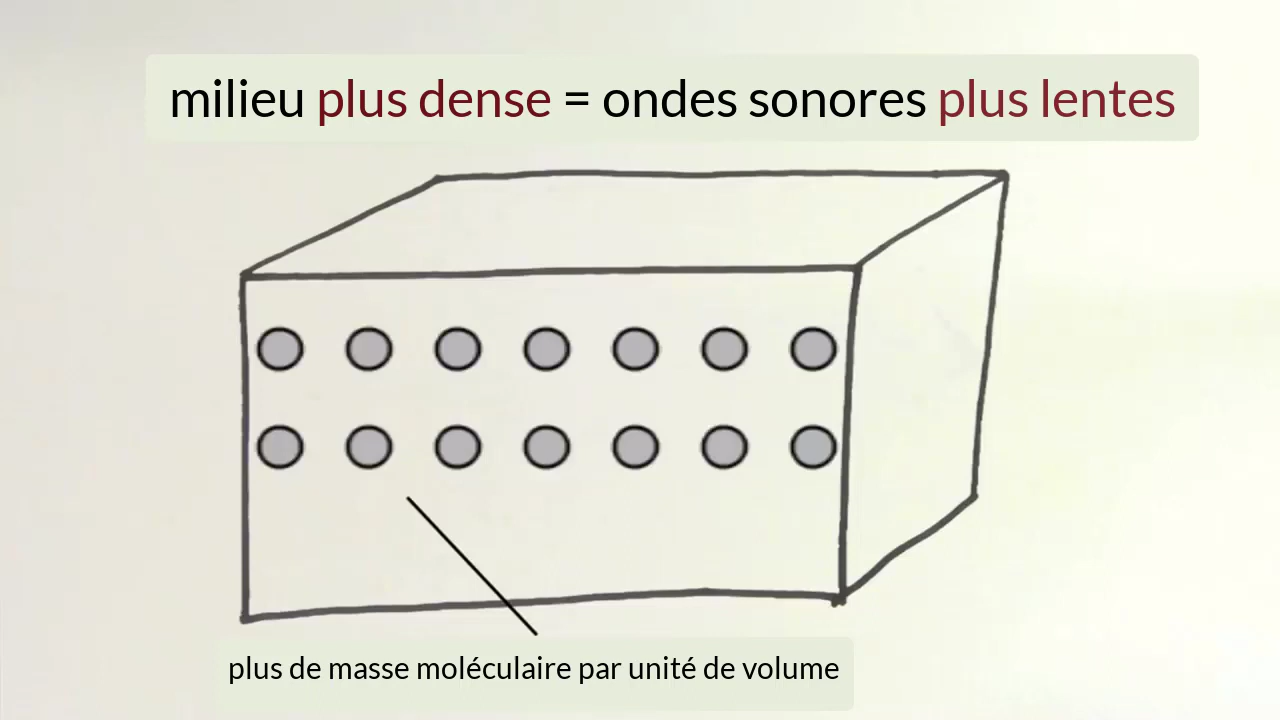 milieu plus dense = ondes sonores plus lentes
plus de masse moléculaire par unité de volume